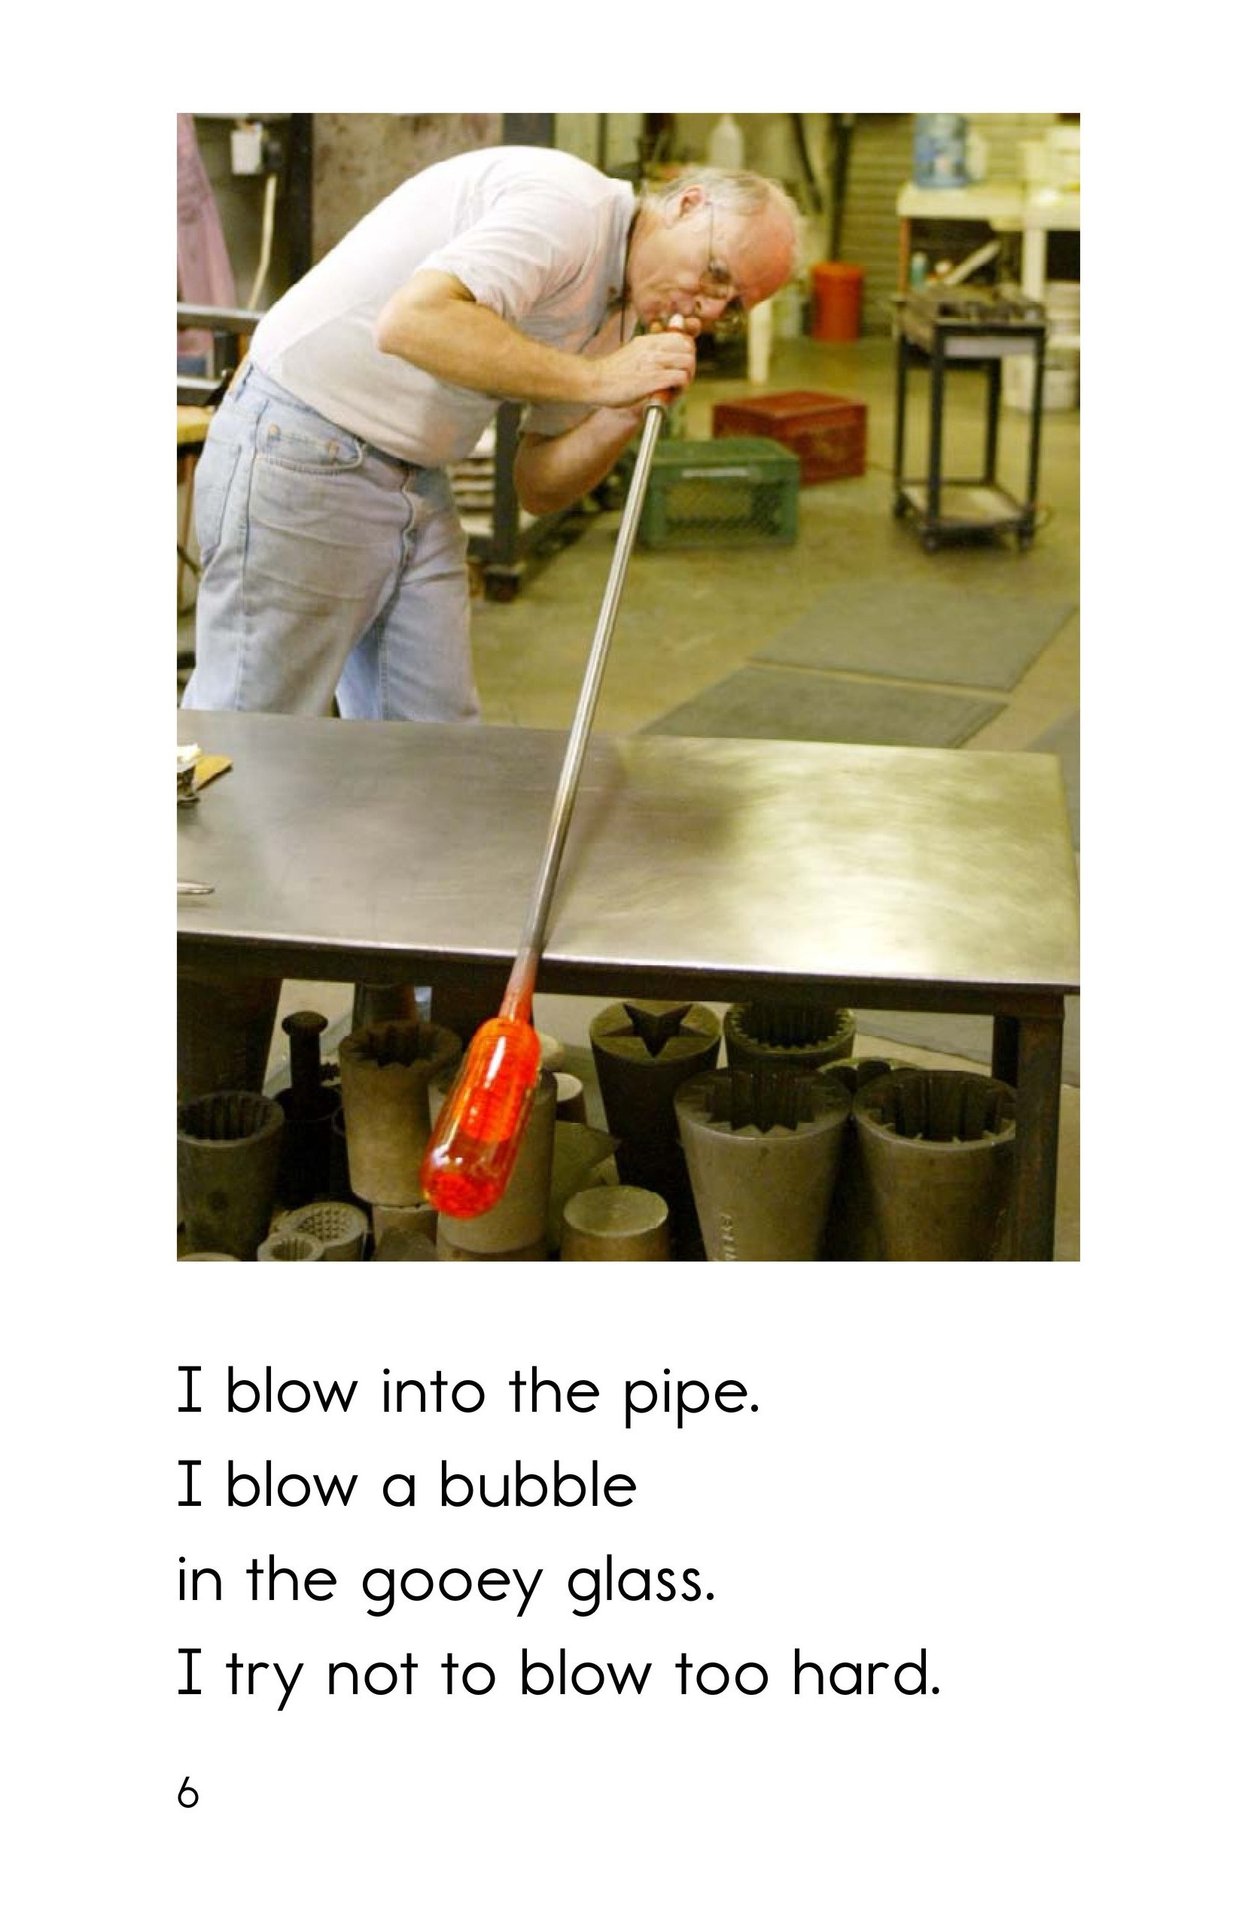 I blow into the pipe.
I blow a bubble
in the gooey glass.
I try not to blow too hard.
6